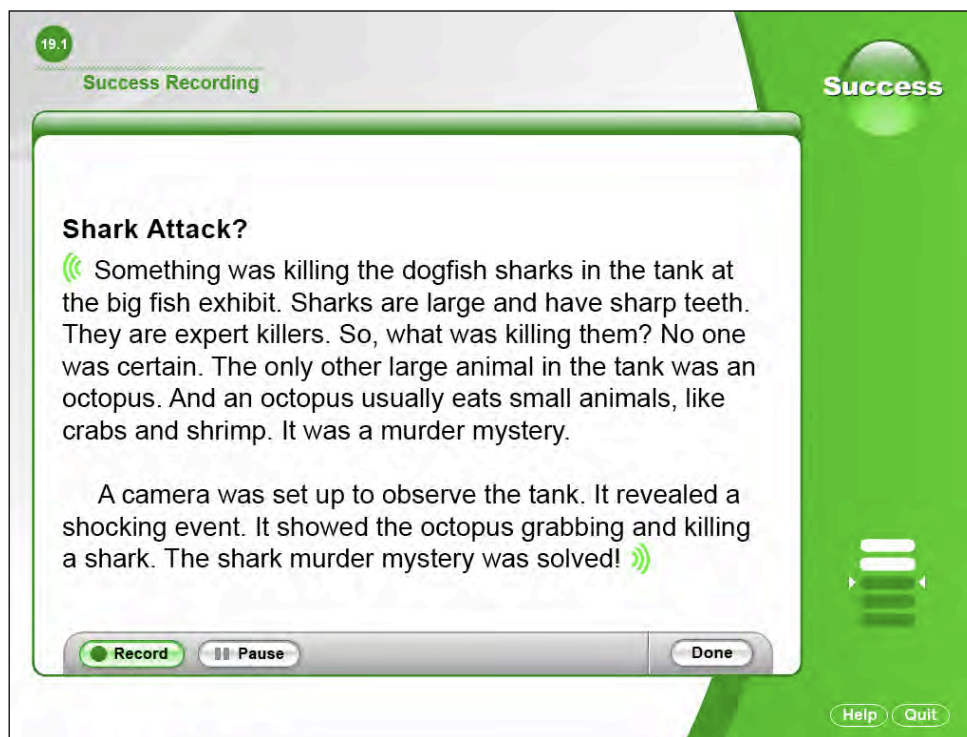 19.1
Success Recording
Success
Shark Attack?
Something was killing the dogfish sharks in the tank at
the big fish exhibit. Sharks are large and have sharp teeth.
They are expert killers. So, what was killing them? No one
was certain. The only other large animal in the tank was an
octopus. And an octopus usually eats small animals, like
crabs and shrimp. It was a murder mystery.
A camera was set up to observe the tank. It revealed a
shocking event. It showed the octopus grabbing and killing
a shark. The shark murder mystery was solved!
Record Pause Done
Help Quit